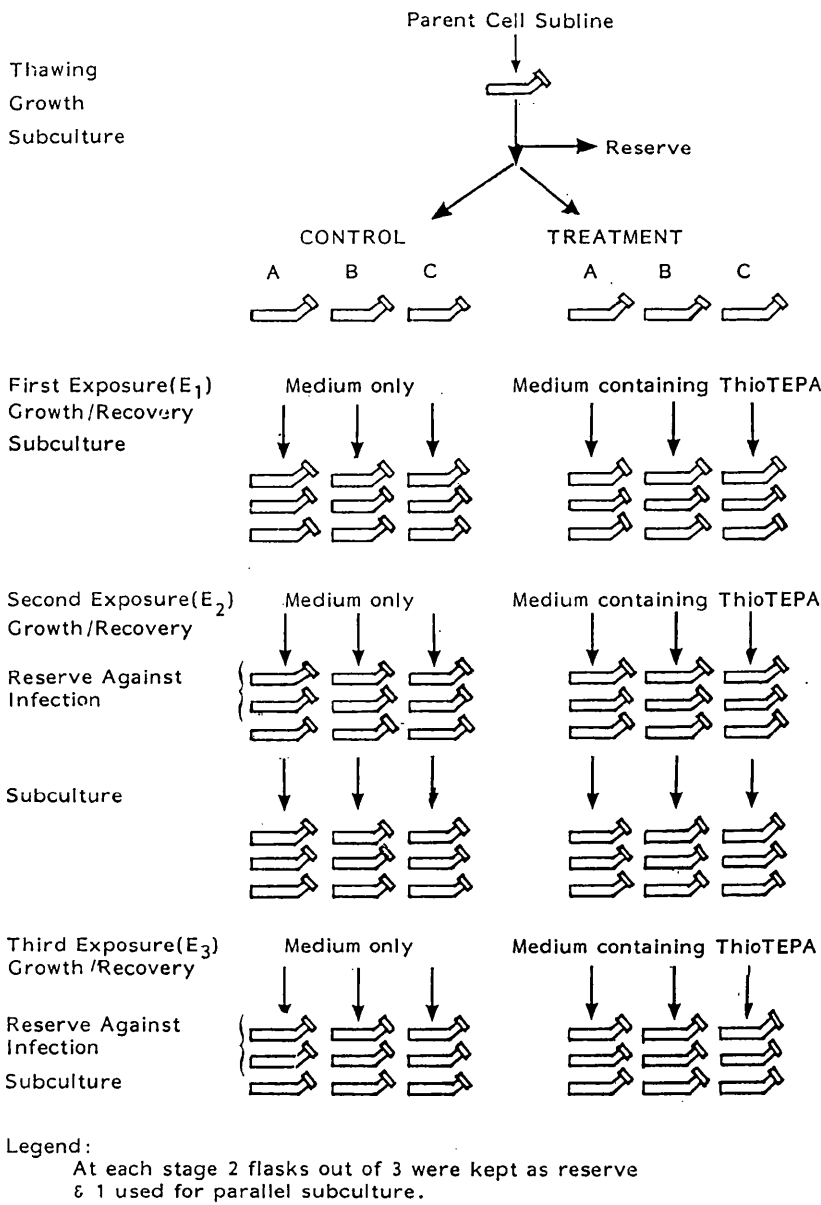 Parent Cell Subline
Thawing
Growth
Subculture
Reserve
CONTROL TREATMENT
A B C A B C
First Exposure(E1) Medium only Medium containing ThioTEPA
Growth/Recovery
Subculture
Second Exposure(E2) Medium only Medium containing ThioTEPA
Growth/Recovery
Reserve Against
Infection
Subculture
Third Exposure(E3) Medium only Medium containing ThioTEPA
Growth/Recovery
Reserve Against
Infection
Subculture
Legend:
At each stage 2 flasks out of 3 were kept as reserve
& 1 used for parallel subculture.